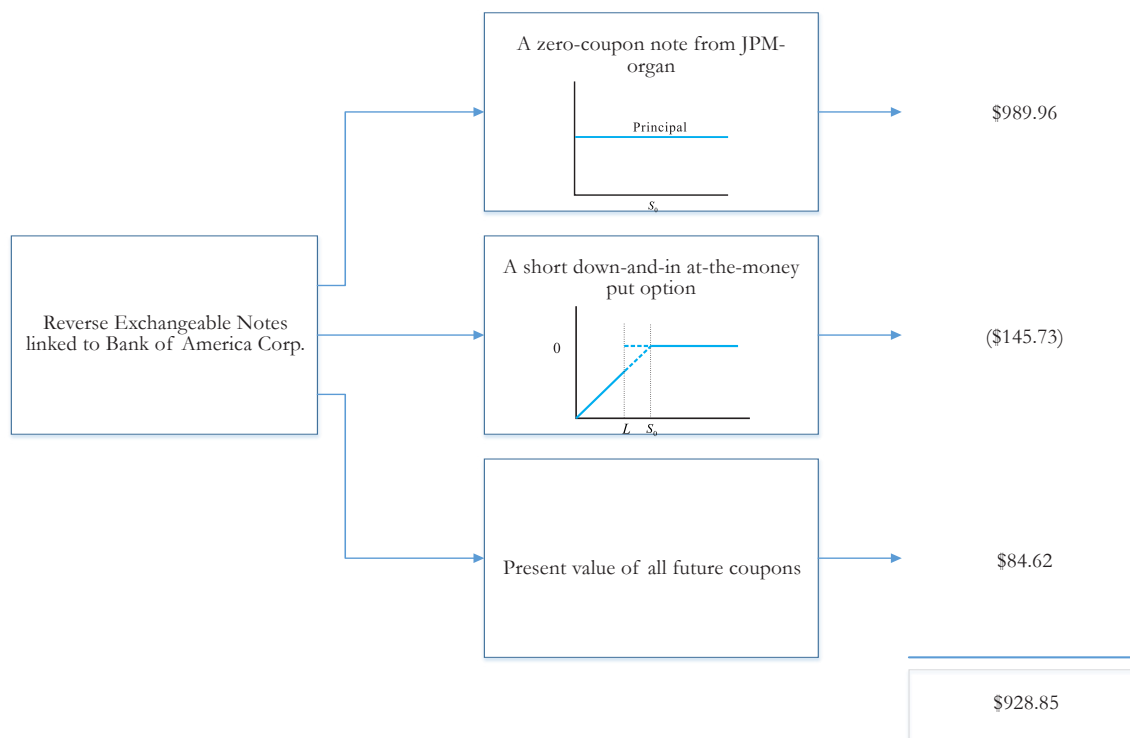 A zero-coupon note from JPM-
organ
Principal
S₀
$989.96
Reverse Exchangeable Notes
linked to Bank of America Corp.
A short down-and-in at-the-money
put option
0
L S₀
($145.73)
Present value of all future coupons
$84.62
$928.85